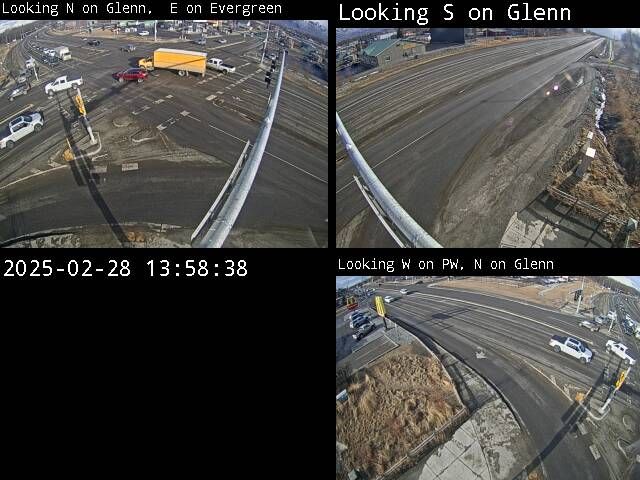 Looking N on Glenn,  E on Evergreen
Looking S on Glenn
2025-02-28 13:58:38
Looking W on PW, N on Glenn